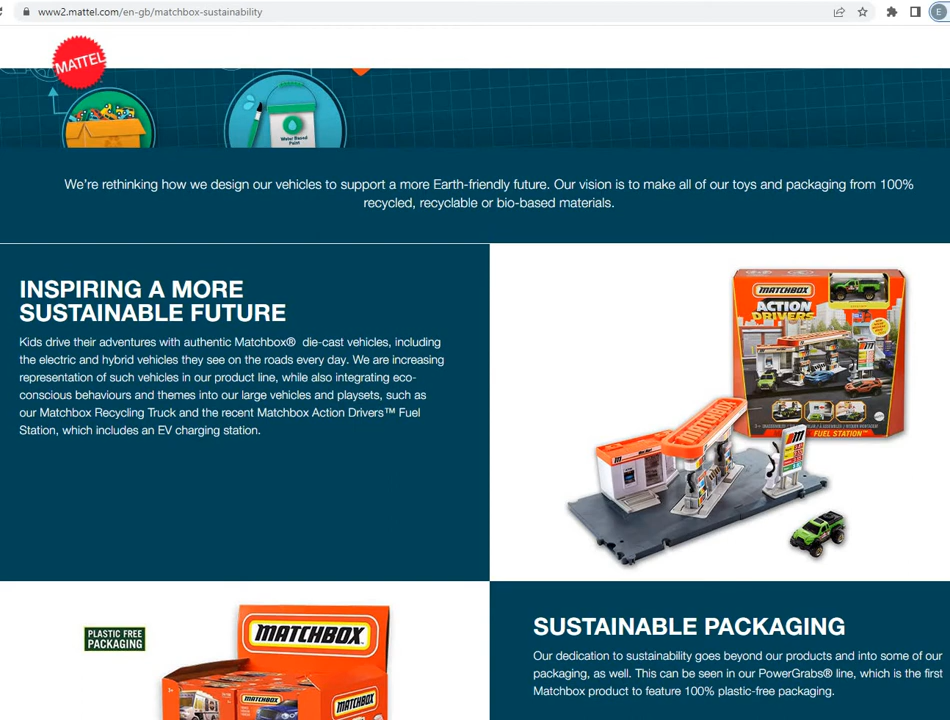 www2.mattel.com/en-gb/matchbox-sustainability
E
MATTEL
Water Based
Paint
We're rethinking how we design our vehicles to support a more Earth-friendly future. Our vision is to make all of our toys and packaging from 100%
recycled, recyclable or bio-based materials.
INSPIRING A MORE
SUSTAINABLE FUTURE
Kids drive their adventures with authentic Matchbox® die-cast vehicles, including
the electric and hybrid vehicles they see on the roads every day. We are increasing
representation of such vehicles in our product line, while also integrating eco-
conscious behaviours and themes into our large vehicles and playsets, such as
our Matchbox Recycling Truck and the recent Matchbox Action Drivers™ Fuel
Station, which includes an EV charging station.
MATCHBOX
ACTION
DRIVERS
FUEL STATION™
MATCHBOX
PLASTIC FREE
PACKAGING
MATCHBOX
MATCHBOX
MATCHBOX
SUSTAINABLE PACKAGING
Our dedication to sustainability goes beyond our products and into some of our
packaging, as well. This can be seen in our PowerGrabs® line, which is the first
Matchbox product to feature 100% plastic-free packaging.